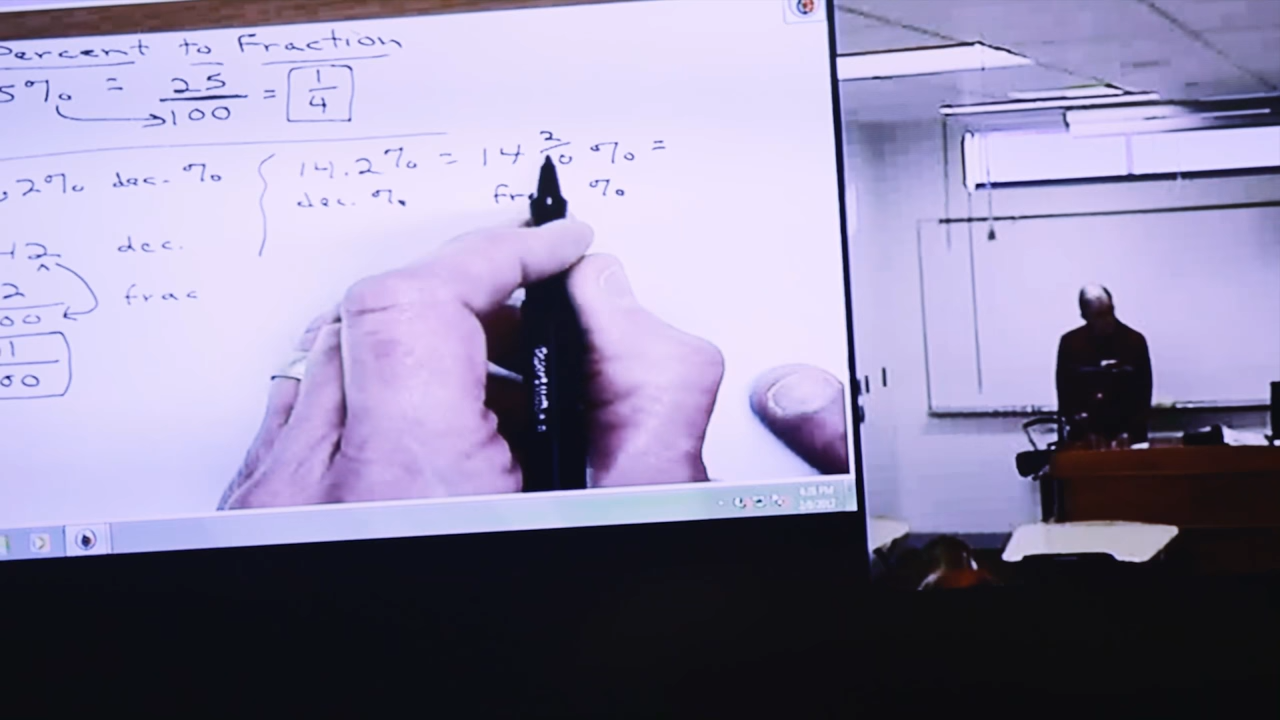 Percent to Fraction
5% = 25/100 = 1/4
.2% dec. % 14.2% = 14 2/10 % =
dec. % fr %
42 dec.
2/00 frac
1/00